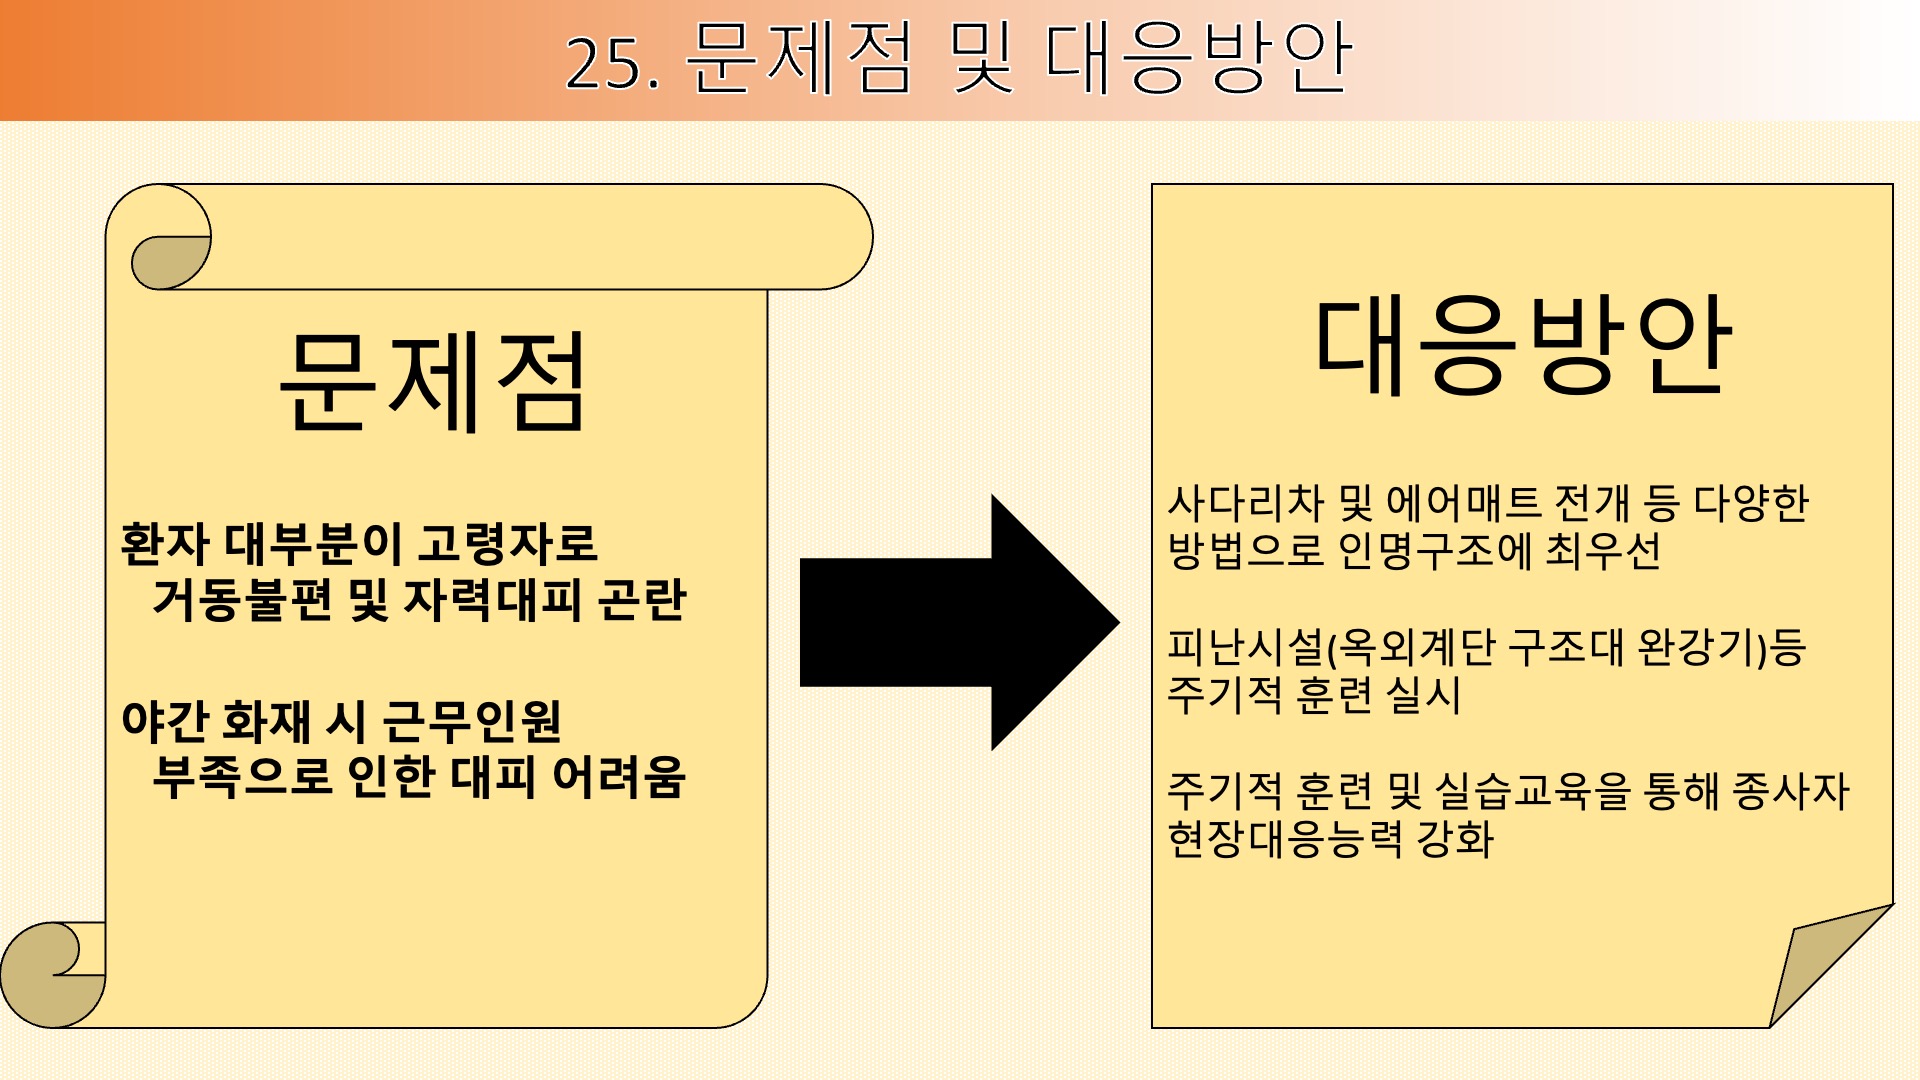 25. 문제점 및 대응방안
문제점
환자 대부분이 고령자로
거동불편 및 자력대피 곤란
야간 화재 시 근무인원
부족으로 인한 대피 어려움
대응방안
사다리차 및 에어매트 전개 등 다양한
방법으로 인명구조에 최우선
피난시설(옥외계단 구조대 완강기)등
주기적 훈련 실시
주기적 훈련 및 실습교육을 통해 종사자
현장대응능력 강화